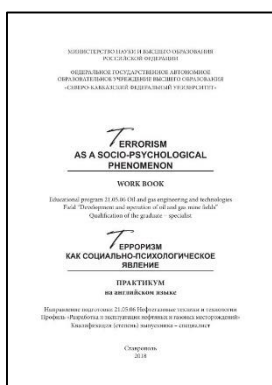 МИНИСТЕРСТВО НАУКИ И ВЫСШЕГО ОБРАЗОВАНИЯ
РОССИЙСКОЙ ФЕДЕРАЦИИ
ФЕДЕРАЛЬНОЕ ГОСУДАРСТВЕННОЕ АВТОНОМНОЕ
ОБРАЗОВАТЕЛЬНОЕ УЧРЕЖДЕНИЕ ВЫСШЕГО ОБРАЗОВАНИЯ
«СЕВЕРО-КАВКАЗСКИЙ ФЕДЕРАЛЬНЫЙ УНИВЕРСИТЕТ»
TERRORISM
AS A SOCIO-PSYCHOLOGICAL
PHENOMENON
WORK BOOK
Educational program 21.05.06 Oil and gas engineering and technologies
Field "Development and operation of oil and gas mine fields"
Qualification of the graduate – specialist
ТЕРРОРИЗМ
КАК СОЦИАЛЬНО-ПСИХОЛОГИЧЕСКОЕ
ЯВЛЕНИЕ
ПРАКТИКУМ
на английском языке
Направление подготовки 21.05.06 Нефтегазовые техника и технологии
Профиль «Разработка и эксплуатация нефтяных и газовых месторождений»
Квалификация (степень) выпускника – специалист
Ставрополь
2018